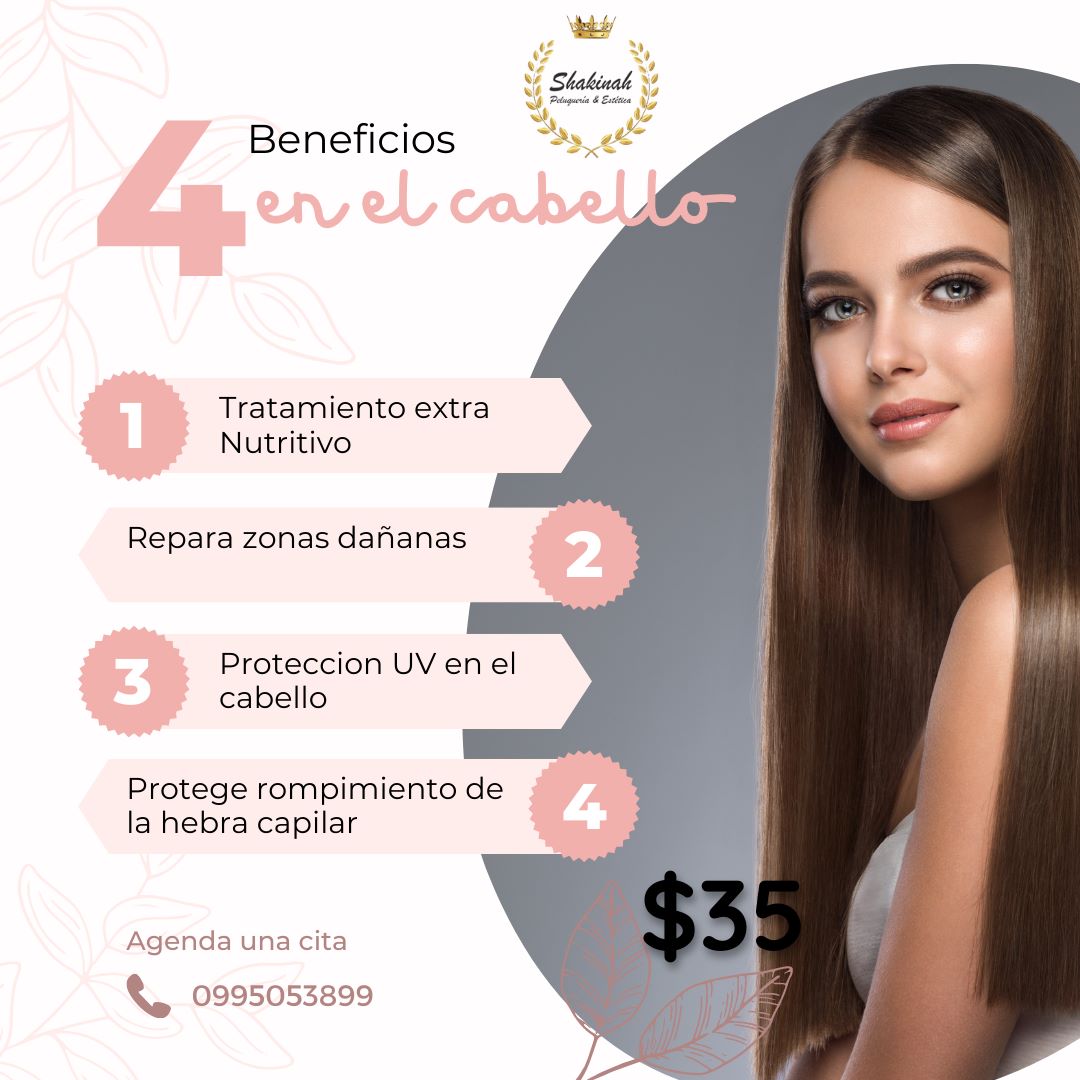 Shakinah
Peluquería & Estética
4
Beneficios
en el cabello
1
Tratamiento extra
Nutritivo
Repara zonas dañanas
2
3
Proteccion UV en el
cabello
Protege rompimiento de
la hebra capilar
4
$35
Agenda una cita
0995053899